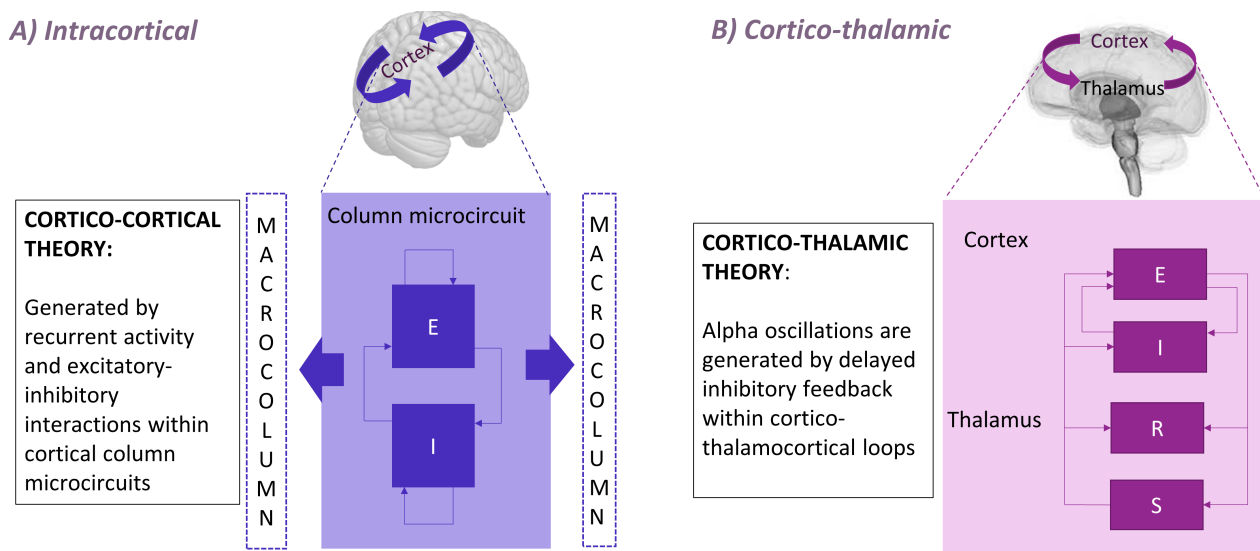 A) Intracortical
Cortex
CORTICO-CORTICAL
THEORY:
Generated by
recurrent activity
and excitatory-
inhibitory
interactions within
cortical column
microcircuits
MACROCOLUMN
Column microcircuit
E
I
MACROCOLUMN
B) Cortico-thalamic
Cortex
Thalamus
CORTICO-THALAMIC
THEORY:
Alpha oscillations are
generated by delayed
inhibitory feedback
within cortico-
thalamocortical loops
Cortex
E
I
Thalamus
R
S